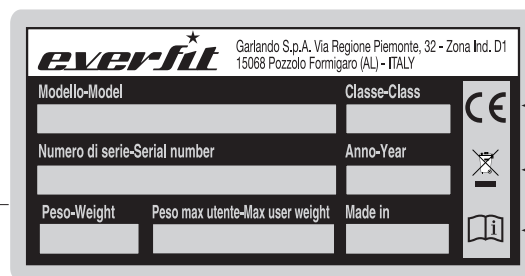 everfit
Garlando S.p.A. Via Regione Piemonte, 32 - Zona Ind. D1
15068 Pozzolo Formigaro (AL) - ITALY
Modello-Model Classe-Class
CE
Numero di serie-Serial number Anno-Year
Peso-Weight Peso max utente-Max user weight Made in
i